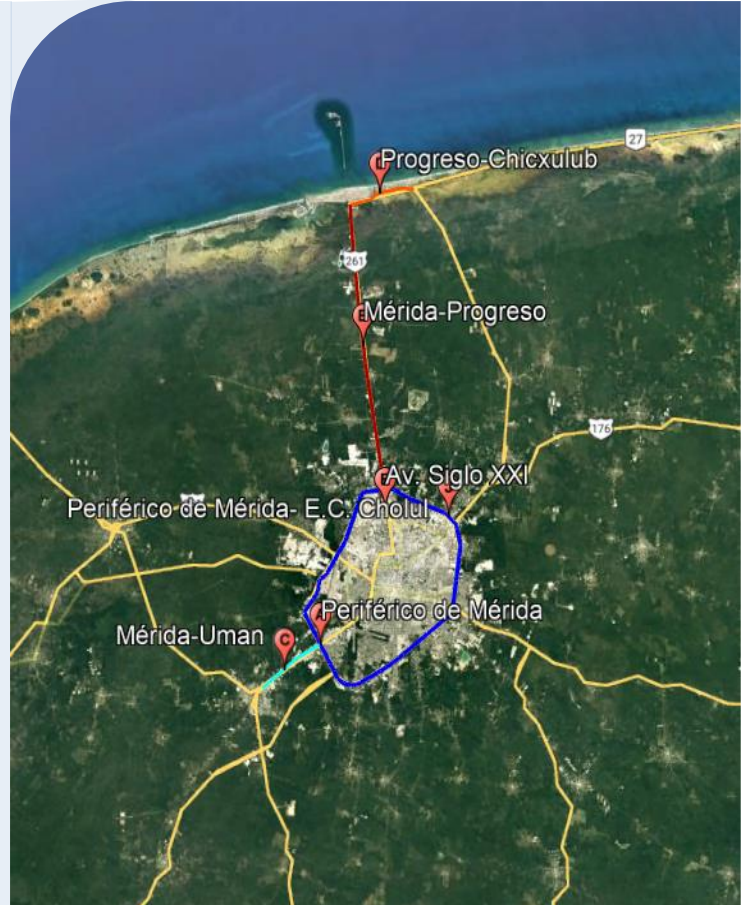 27
Progreso-Chicxulub
261
Mérida-Progreso
176
Av. Siglo XXI
Periférico de Mérida- E.C. Cholul
Periférico de Mérida
A
Mérida-Uman
C